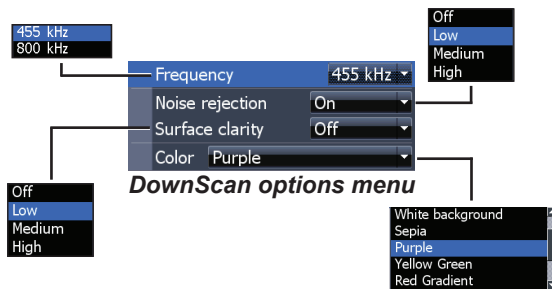 455 kHz
800 kHz
Off
Low
Medium
High
Frequency 455 kHz
Noise rejection On
Surface clarity Off
Color Purple
DownScan options menu
Off
Low
Medium
High
White background
Sepia
Purple
Yellow Green
Red Gradient